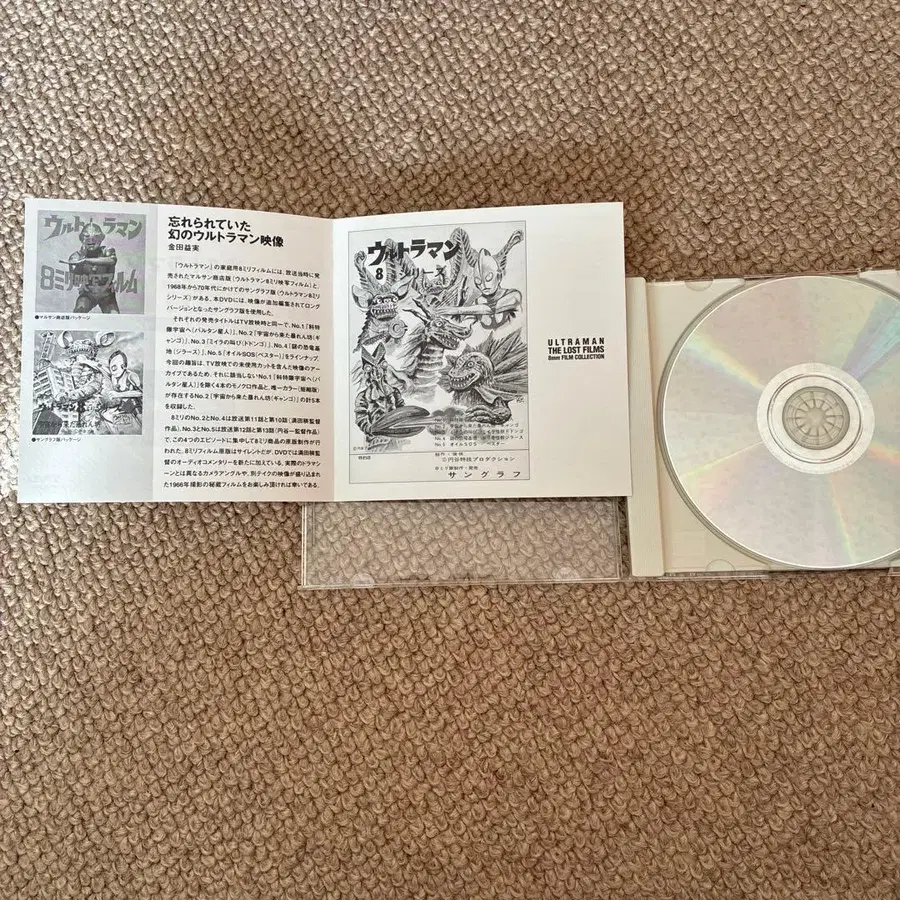 ウルトラマン
8ミリ映写フィルム
●マルサン商店版パッケージ
宇宙から来た暴れん坊
●サングラフ版パッケージ
忘れられていた
幻のウルトラマン映像
金田益実
『ウルトラマン』の家庭用8ミリフィルムには、放送当時に発
売されたマルサン商店版(ウルトラマン8ミリ映写フィルム)と、
1968年から70年代にかけてのサングラフ版(ウルトラマン8ミリ
シリーズ)がある。本DVDには、映像が追加されてロング
バージョンとなったサングラフ版を使用した。
それぞれの発売タイトルはTV放映時と同一で、No.1「科特
隊宇宙へ(バルタン星人)」、No.2「宇宙から来た暴れん坊(ギ
ャンゴ)」、No.3「ミイラの叫び(ドドンゴ)」、No.4「謎の恐竜基
地(ジラース)」、No.5「オイルSOS(ペスター)」をラインナップ。
今回の趣旨は、TV放映での未使用カットを含んだ映像のアー
カイブであるため、それに該当しないNo.1「科特隊宇宙へ(バ
ルタン星人)」を除く4本のモノクロ作品と、唯一カラー(短縮版)
が存在するNo.2「宇宙から来た暴れん坊(ギャンゴ)」の計5本
を収録した。
8ミリのNo.2とNo.4は放送第11話と第10話(満田かずほ監督
作品)、No.3とNo.5は放送第12話と第13話(円谷一監督作品)
で、この4つのエピソードに集中して8ミリ商品の原版制作が行
われた。8ミリフィルム原版はサイレントだが、DVDでは満田監督
のオーディオコメンタリーを新たに加えている。実際のドラマシ
ーンとは異なるカメラアングルや、別テイクの映像が盛り込まれ
た1966年撮影の秘蔵フィルムをお楽しみ頂ければ幸いである。
ウルトラマン
8 シリーズ
製作・提供
©円谷特技プロダクション
サングラフ
ULTRAMAN
THE LOST FILMS
8mm FILM COLLECTION